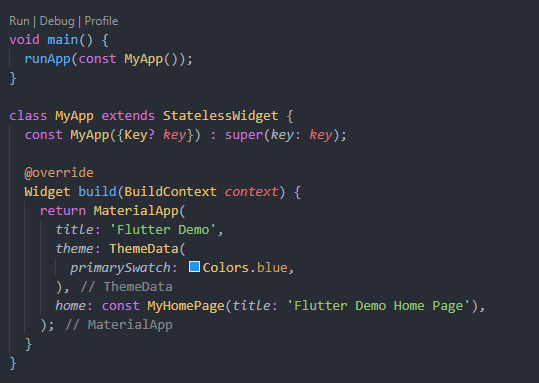 Run | Debug | Profile
void main() {
  runApp(const MyApp());
}

class MyApp extends StatelessWidget {
  const MyApp({Key? key}) : super(key: key);

  @override
  Widget build(BuildContext context) {
    return MaterialApp(
      title: 'Flutter Demo',
      theme: ThemeData(
        primarySwatch: Colors.blue,
      ), // ThemeData
      home: const MyHomePage(title: 'Flutter Demo Home Page'),
    ); // MaterialApp
  }
}